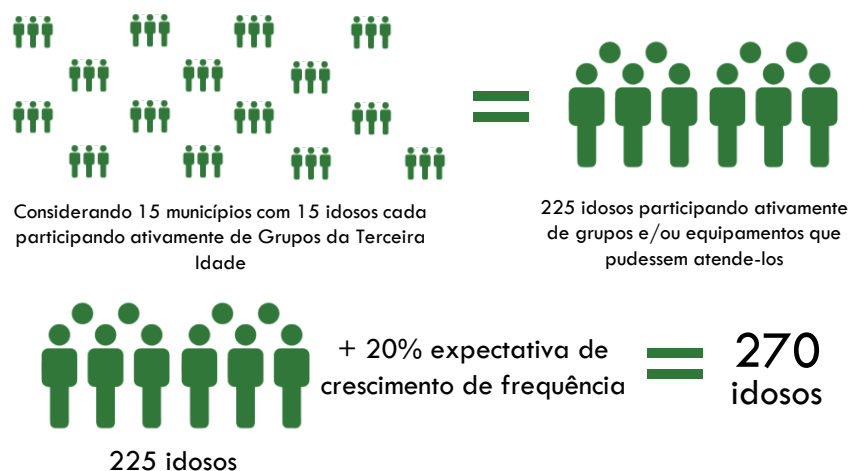 Considerando 15 municípios com 15 idosos cada
participando ativamente de Grupos da Terceira
Idade
225 idosos participando ativamente
de grupos e/ou equipamentos que
pudessem atende-los
+ 20% expectativa de
crescimento de frequência
270
idosos
225 idosos